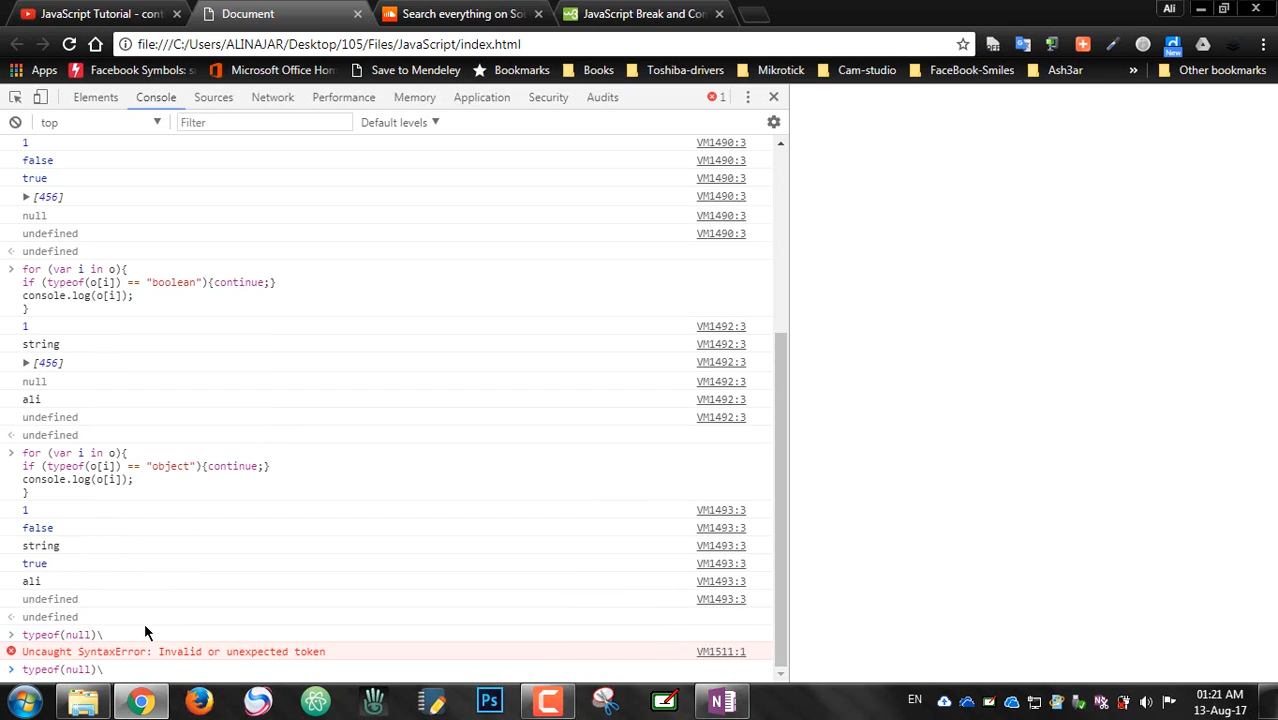 JavaScript Tutorial - cont
Document
Search everything on Sou
JavaScript Break and Con
Ali
file:///C:/Users/ALINAJAR/Desktop/105/Files/JavaScript/index.html
New
Apps
Facebook Symbols: s
Microsoft Office Hom
Save to Mendeley
Bookmarks
Books
Toshiba-drivers
Mikrotick
Cam-studio
FaceBook-Smiles
Ash3ar
»
Other bookmarks
Elements
Console
Sources
Network
Performance
Memory
Application
Security
Audits
1
top
Filter
Default levels
1 VM1490:3
false VM1490:3
true VM1490:3
[456] VM1490:3
null VM1490:3
undefined VM1490:3
undefined
for (var i in o){
if (typeof(o[i]) == "boolean"){continue;}
console.log(o[i]);
}
1 VM1492:3
string VM1492:3
[456] VM1492:3
null VM1492:3
ali VM1492:3
undefined VM1492:3
undefined
for (var i in o){
if (typeof(o[i]) == "object"){continue;}
console.log(o[i]);
}
1 VM1493:3
false VM1493:3
string VM1493:3
true VM1493:3
ali VM1493:3
undefined VM1493:3
undefined
typeof(null)\
Uncaught SyntaxError: Invalid or unexpected token VM1511:1
typeof(null)\
Ps
EN
01:21 AM
13-Aug-17